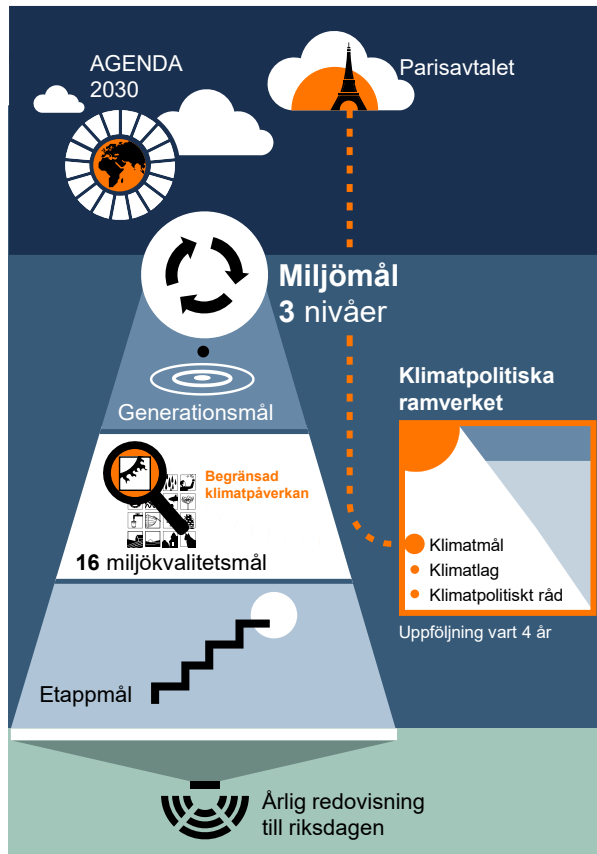 AGENDA
2030
Parisavtalet
Miljömål
3 nivåer
Generationsmål
Klimatpolitiska
ramverket
Begränsad
klimatpåverkan
16 miljökvalitetsmål
Klimatmål
Klimatlag
Klimatpolitiskt råd
Uppföljning vart 4 år
Etappmål
Årlig redovisning
till riksdagen